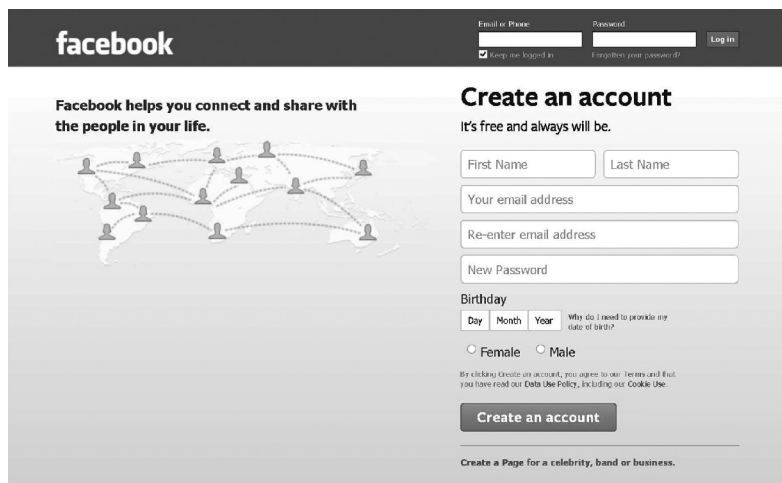 facebook
Email or Phone
Password
Log in
Keep me logged in
Forgotten your password?
Facebook helps you connect and share with
the people in your life.
Create an account
It's free and always will be.
First Name
Last Name
Your email address
Re-enter email address
New Password
Birthday
Day Month Year
Why do I need to provide my
date of birth?
Female Male
By clicking Create an account, you agree to our Terms and that
you have read our Data Use Policy, including our Cookie Use.
Create an account
Create a Page for a celebrity, band or business.